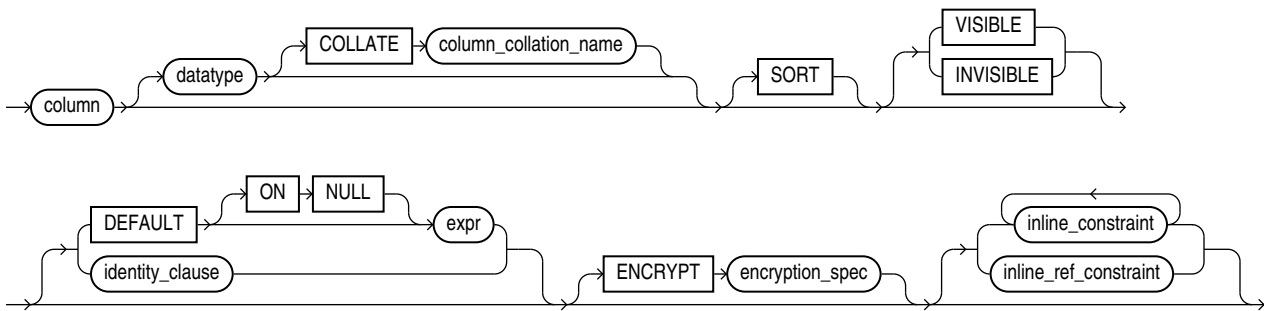 COLLATE column_collation_name VISIBLE
datatype SORT INVISIBLE
column
ON NULL
DEFAULT expr inline_constraint
identity_clause ENCRYPT encryption_spec inline_ref_constraint